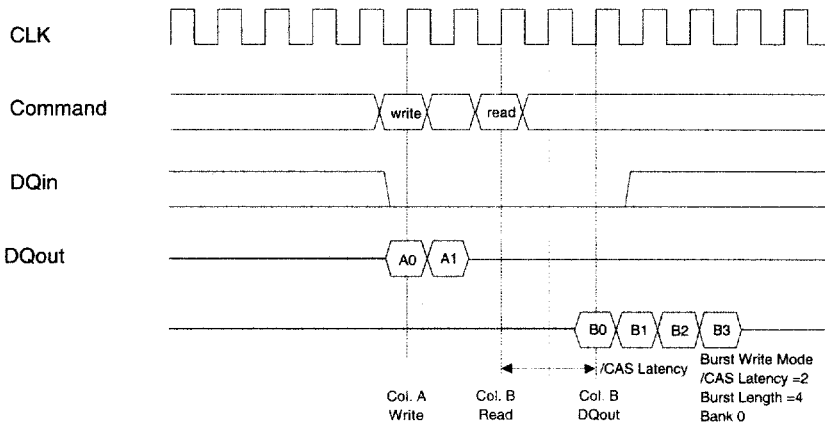 CLK
Command
write
read
DQin
DQout
A0
A1
B0
B1
B2
B3
/CAS Latency
Burst Write Mode
/CAS Latency =2
Burst Length =4
Bank 0
Col. A
Write
Col. B
Read
Col. B
DQout